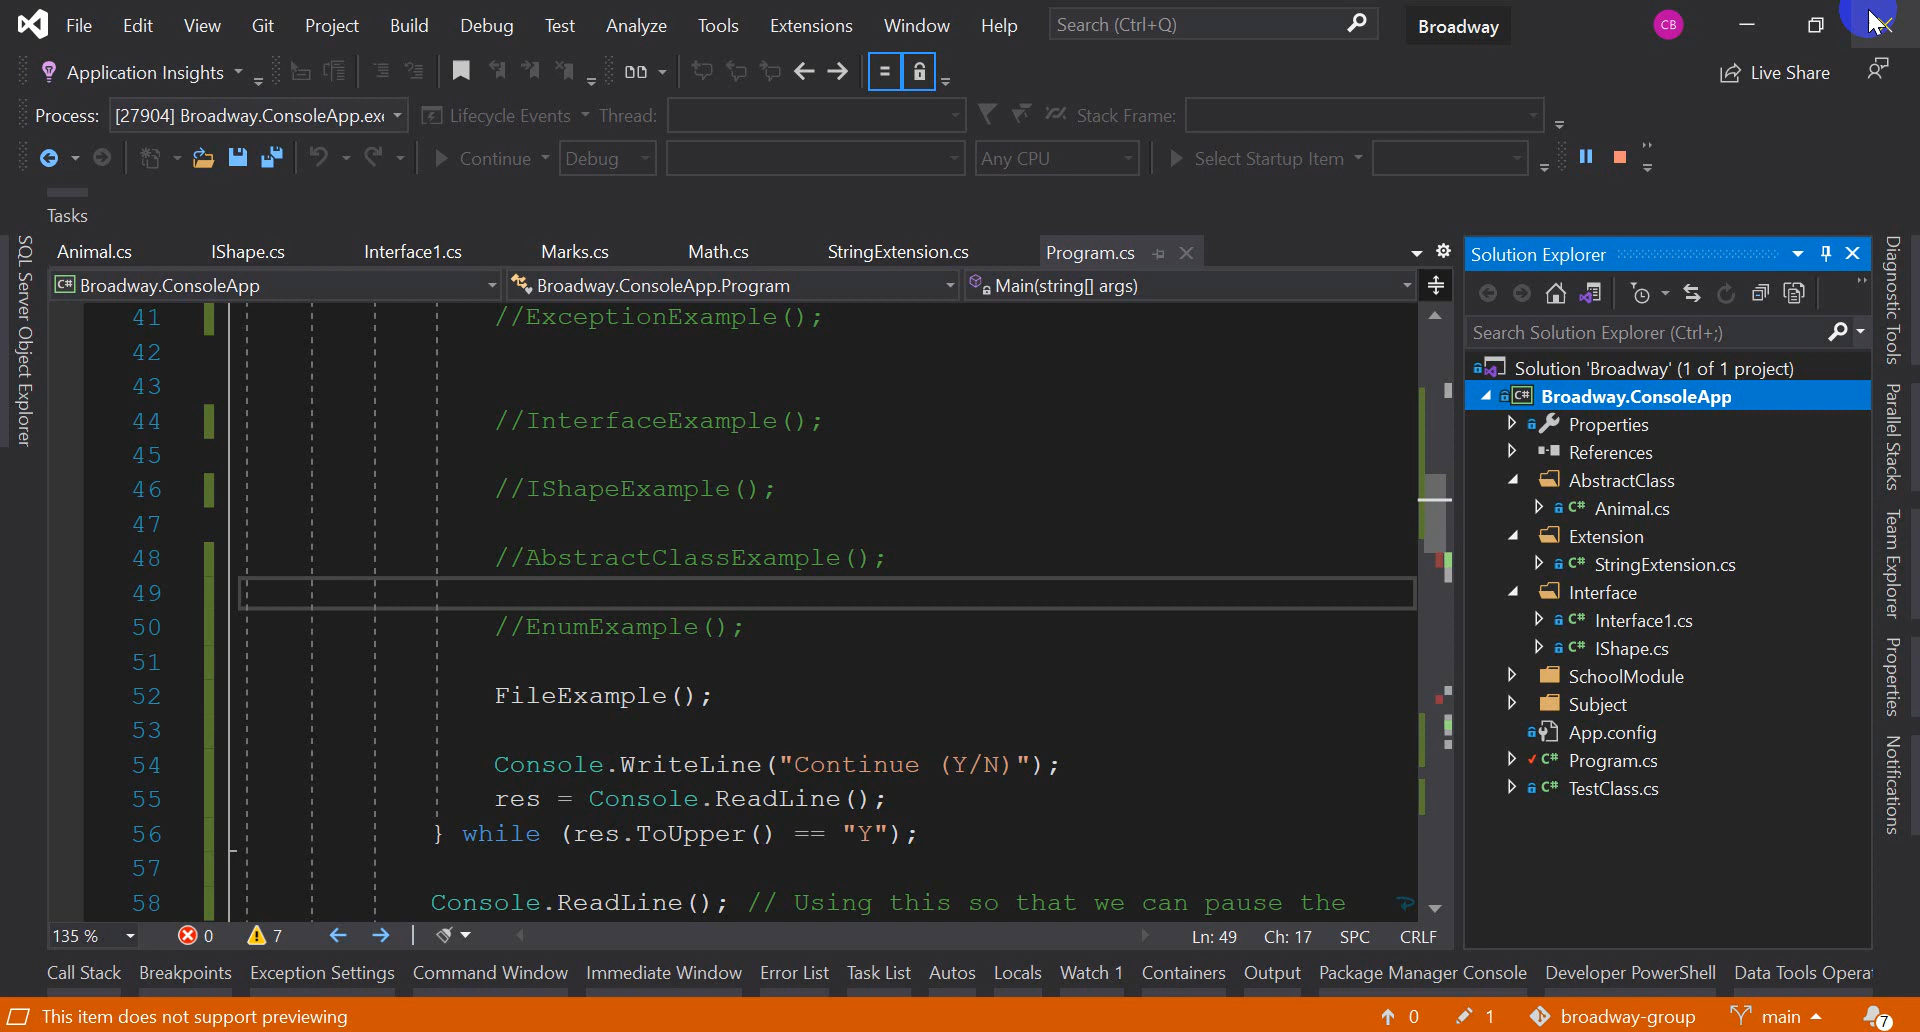 File Edit View Git Project Build Debug Test Analyze Tools Extensions Window Help Search (Ctrl+Q) Broadway CB
Application Insights Live Share
Process: [27904] Broadway.ConsoleApp.exe Lifecycle Events Thread: Stack Frame:
Continue Debug Any CPU Select Startup Item
Tasks
SQL Server Object Explorer
Animal.cs IShape.cs Interface1.cs Marks.cs Math.cs StringExtension.cs Program.cs
C# Broadway.ConsoleApp Broadway.ConsoleApp.Program Main(string[] args)
41 //ExceptionExample();
42
43
44 //InterfaceExample();
45
46 //IShapeExample();
47
48 //AbstractClassExample();
49
50 //EnumExample();
51
52 FileExample();
53
54 Console.WriteLine("Continue (Y/N)");
55 res = Console.ReadLine();
56 } while (res.ToUpper() == "Y");
57
58 Console.ReadLine(); // Using this so that we can pause the
135 % 0 7 Ln: 49 Ch: 17 SPC CRLF
Solution Explorer
Search Solution Explorer (Ctrl+;)
Solution 'Broadway' (1 of 1 project)
C# Broadway.ConsoleApp
Properties
References
AbstractClass
C# Animal.cs
Extension
C# StringExtension.cs
Interface
C# Interface1.cs
C# IShape.cs
SchoolModule
Subject
App.config
C# Program.cs
C# TestClass.cs
Diagnostic Tools
Parallel Stacks
Team Explorer
Properties
Notifications
Call Stack Breakpoints Exception Settings Command Window Immediate Window Error List Task List Autos Locals Watch 1 Containers Output Package Manager Console Developer PowerShell Data Tools Opera
This item does not support previewing 0 1 broadway-group main 7